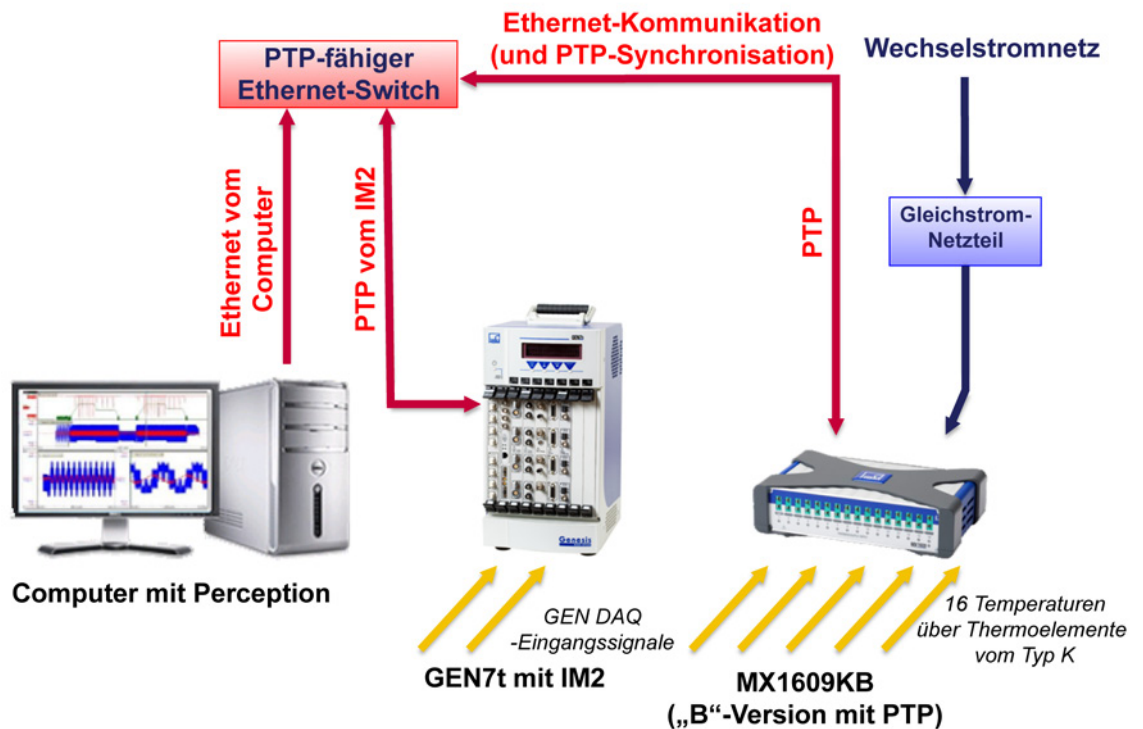 Ethernet-Kommunikation
(und PTP-Synchronisation)
Wechselstromnetz
PTP-fähiger
Ethernet-Switch
Ethernet vom
Computer
PTP vom IM2
PTP
Gleichstrom-
Netzteil
Genesis
Computer mit Perception
GEN DAQ
-Eingangssignale
GEN7t mit IM2
16 Temperaturen
über Thermoelemente
vom Typ K
MX1609KB
(„B“-Version mit PTP)